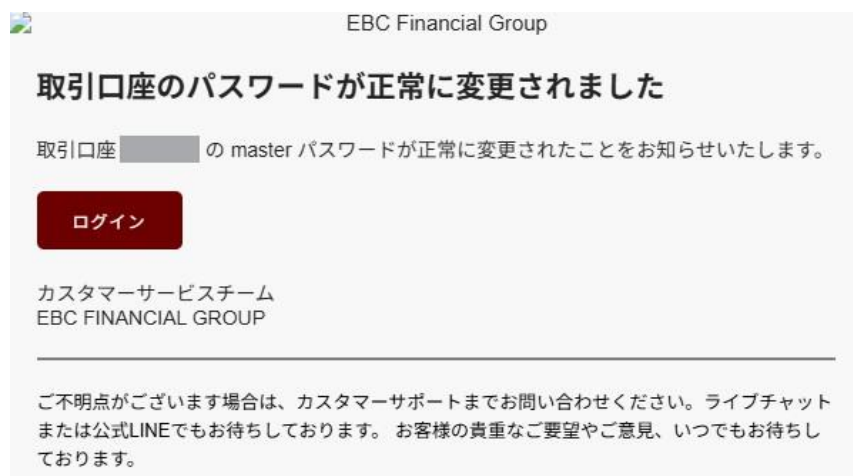 EBC Financial Group
取引口座のパスワードが正常に変更されました
取引口座 の master パスワードが正常に変更されたことをお知らせいたします。
ログイン
カスタマーサービスチーム
EBC FINANCIAL GROUP
ご不明点がございます場合は、カスタマーサポートまでお問い合わせください。ライブチャット
または公式LINEでもお待ちしております。 お客様の貴重なご要望やご意見、いつでもお待ちし
ております。